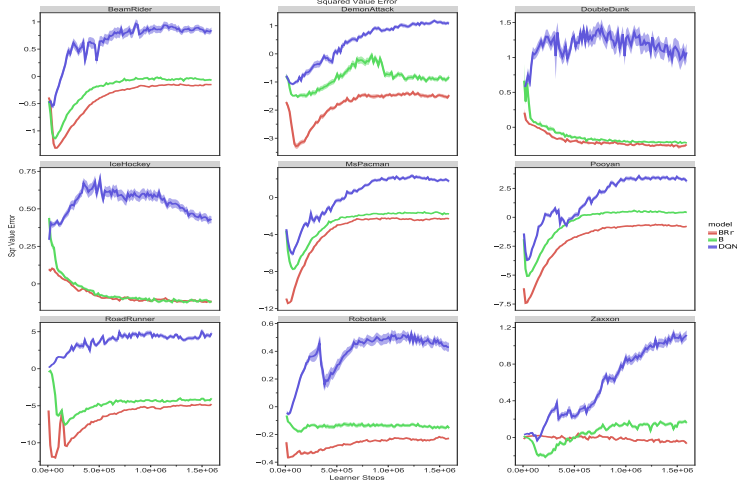 Squared Value Error
BeamRider
DemonAttack
DoubleDunk
1
0.5
0
−0.5
−1
1
0
−1
−2
−3
1.5
1
0.5
0
IceHockey
MsPacman
Pooyan
0.75
0.50
0.25
0
0
−4
−8
−12
2.5
0
−2.5
−5
−7.5
Sqr Value Error
model
BR.r
B
DQN
RoadRunner
Robotank
Zaxxon
5
0
−5
−10
0.6
0.4
0.2
0
−0.2
−0.4
1.2
0.8
0.4
0
0.0e+00 5.0e+05 1.0e+06 1.5e+06
0.0e+00 5.0e+05 1.0e+06 1.5e+06
0.0e+00 5.0e+05 1.0e+06 1.5e+06
Learner Steps